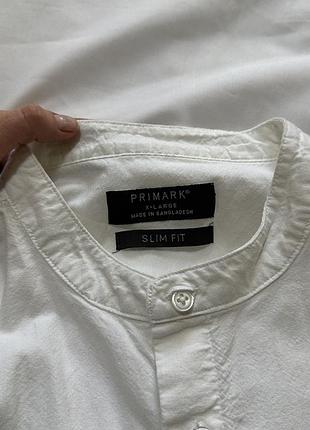 PRIMARK®
X-LARGE
MADE IN BANGLADESH
SLIM FIT